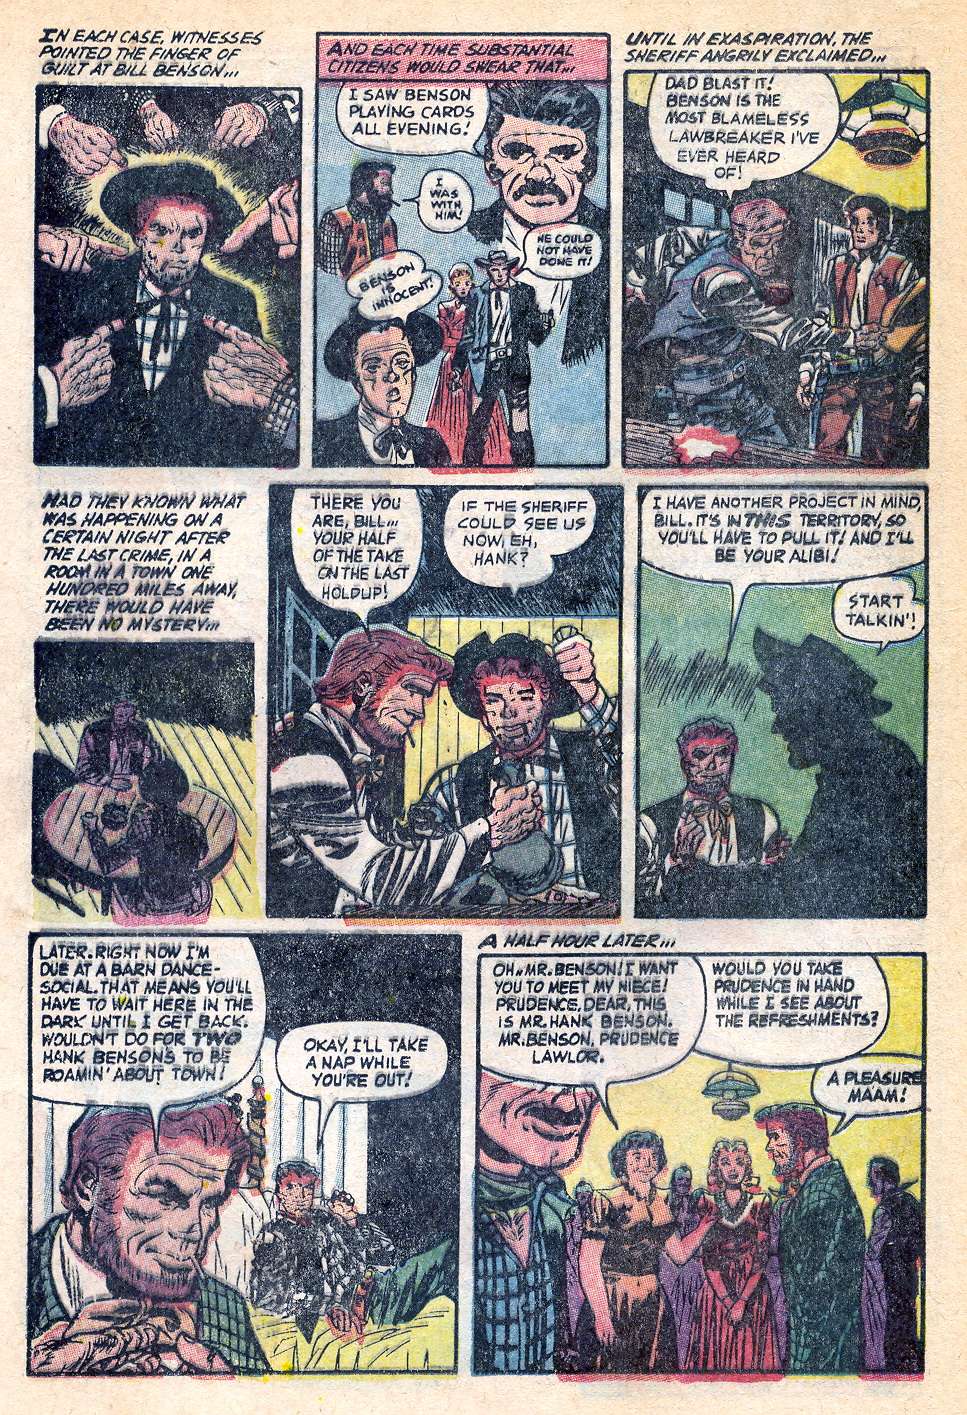 IN EACH CASE, WITNESSES
POINTED THE FINGER OF
GUILT AT BILL BENSON...
AND EACH TIME SUBSTANTIAL
CITIZENS WOULD SWEAR THAT...
I SAW BENSON
PLAYING CARDS
ALL EVENING!
I
WAS
WITH
HIM!
HE COULD
NOT HAVE
DONE IT!
BENSON
IS
INNOCENT!
UNTIL IN EXASPIRATION, THE
SHERIFF ANGRILY EXCLAIMED...
DAD BLAST IT!
BENSON IS THE
MOST BLAMELESS
LAWBREAKER I'VE
EVER HEARD
OF!
HAD THEY KNOWN WHAT
WAS HAPPENING ON A
CERTAIN NIGHT AFTER
THE LAST CRIME, IN A
ROOM IN A TOWN ONE
HUNDRED MILES AWAY,
THERE WOULD HAVE
BEEN NO MYSTERY...
THERE YOU
ARE, BILL...
YOUR HALF
OF THE TAKE
ON THE LAST
HOLDUP!
IF THE SHERIFF
COULD SEE US
NOW, EH,
HANK?
I HAVE ANOTHER PROJECT IN MIND,
BILL. IT'S IN THIS TERRITORY, SO
YOU'LL HAVE TO PULL IT! AND I'LL
BE YOUR ALIBI!
START
TALKIN'!
LATER. RIGHT NOW I'M
DUE AT A BARN DANCE-
SOCIAL. THAT MEANS YOU'LL
HAVE TO WAIT HERE IN THE
DARK UNTIL I GET BACK.
WOULDN'T DO FOR TWO
HANK BENSON'S TO BE
ROAMIN' ABOUT TOWN!
OKAY, I'LL TAKE
A NAP WHILE
YOU'RE OUT!
A HALF HOUR LATER...
OH, MR. BENSON! I WANT
YOU TO MEET MY NIECE!
PRUDENCE, DEAR, THIS
IS MR. HANK BENSON.
MR. BENSON, PRUDENCE
LAWLOR.
WOULD YOU TAKE
PRUDENCE IN HAND
WHILE I SEE ABOUT
THE REFRESHMENTS?
A PLEASURE
MA'AM!